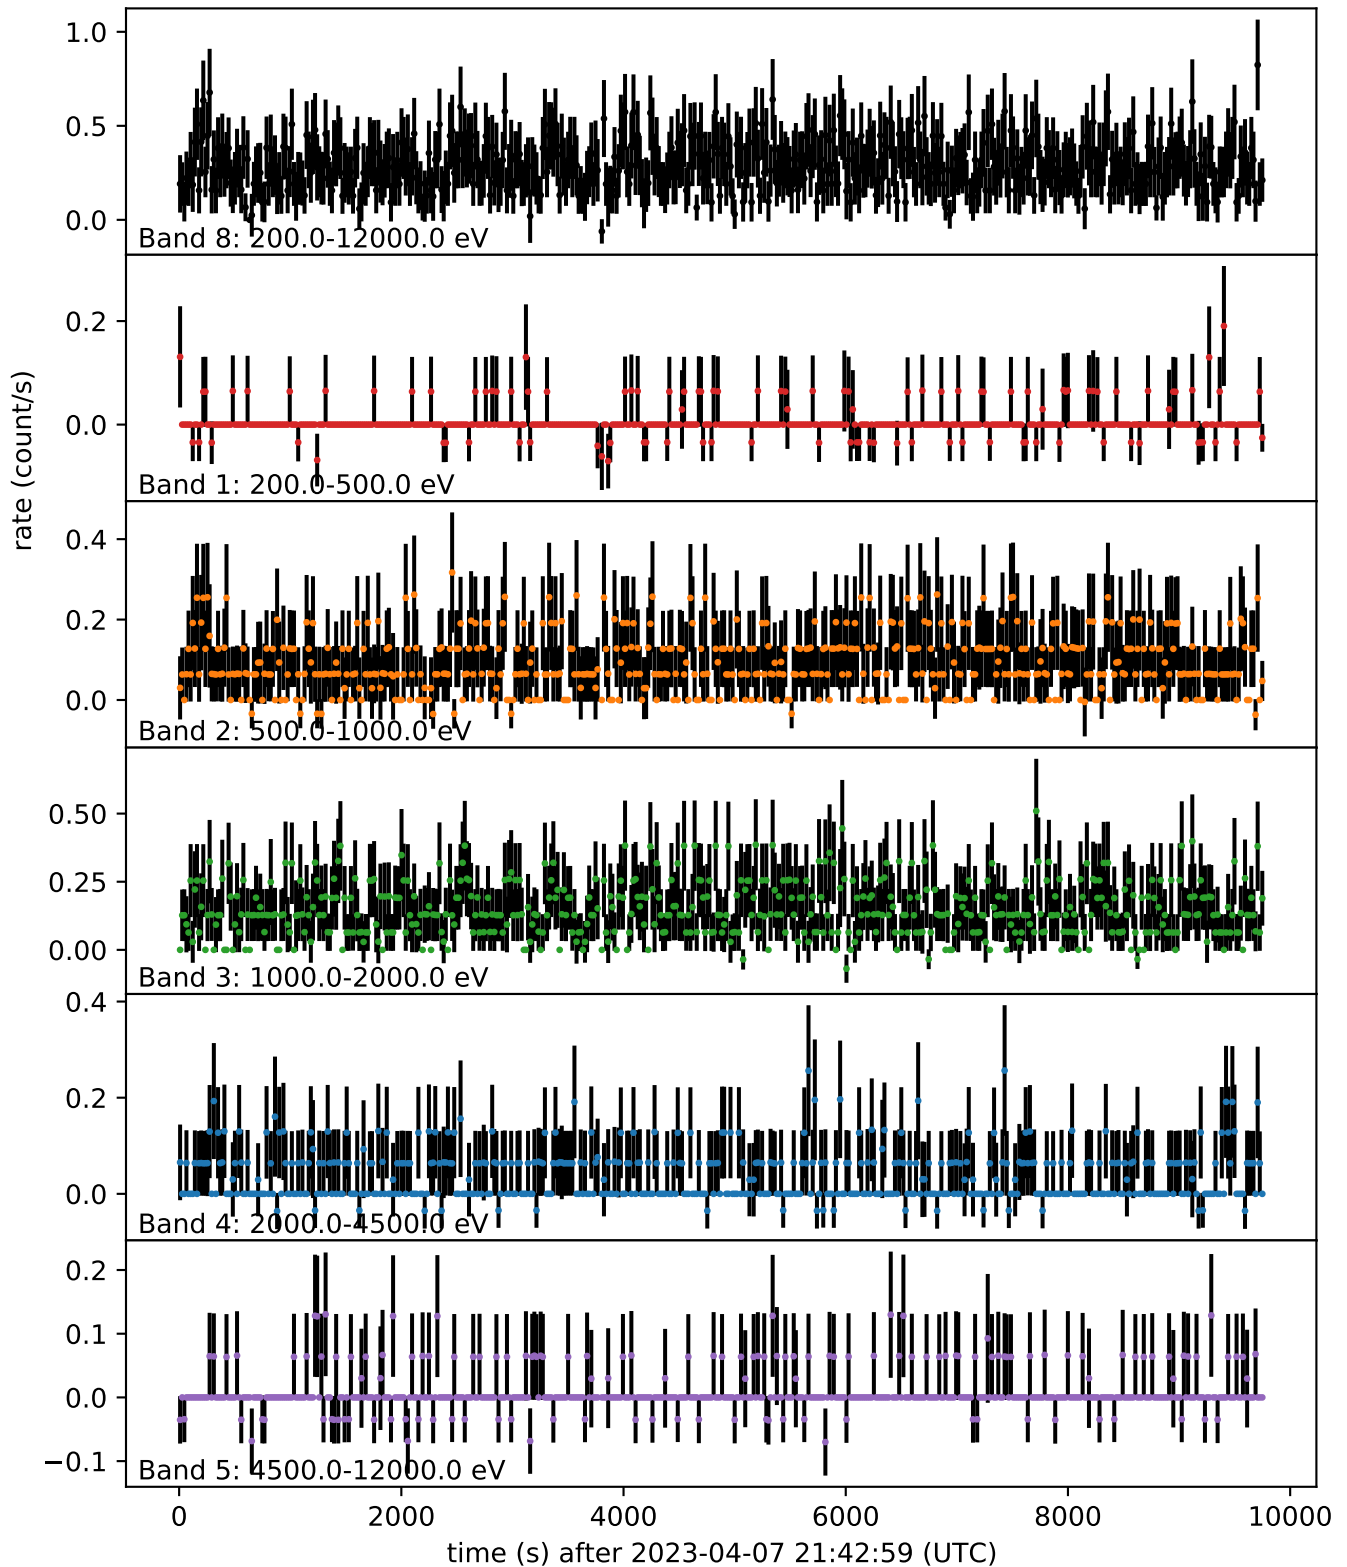 1.0
0.5
0.0
Band 8: 200.0-12000.0 eV
0.2
0.0
Band 1: 200.0-500.0 eV
rate (count/s)
0.4
0.2
0.0
Band 2: 500.0-1000.0 eV
0.50
0.25
0.00
Band 3: 1000.0-2000.0 eV
0.4
0.2
0.0
Band 4: 2000.0-4500.0 eV
0.2
0.1
0.0
−0.1
Band 5: 4500.0-12000.0 eV
0 2000 4000 6000 8000 10000
time (s) after 2023-04-07 21:42:59 (UTC)